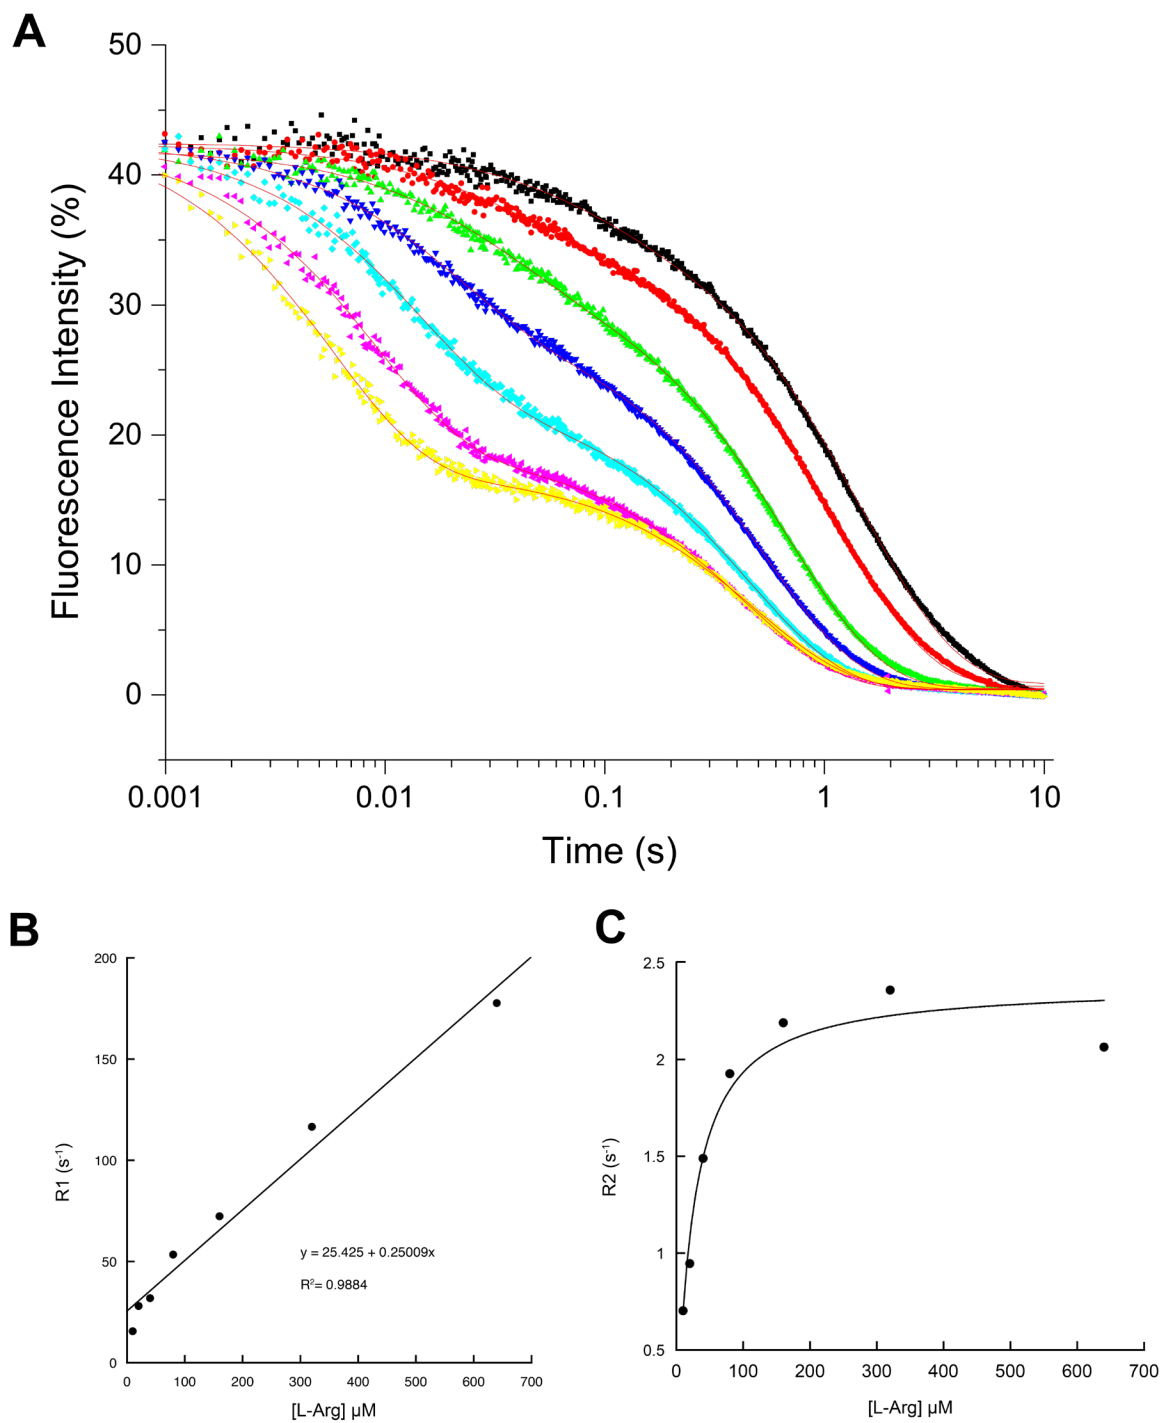 A
Fluorescence Intensity (%)
50
40
30
20
10
0
0.001 0.01 0.1 1 10
Time (s)
B
R1 (s⁻¹)
200
150
100
50
0
y = 25.425 + 0.25009x
R²= 0.9884
0 100 200 300 400 500 600 700
[L-Arg] µM
C
R2 (s⁻¹)
2.5
2
1.5
1
0.5
0 100 200 300 400 500 600 700
[L-Arg] µM